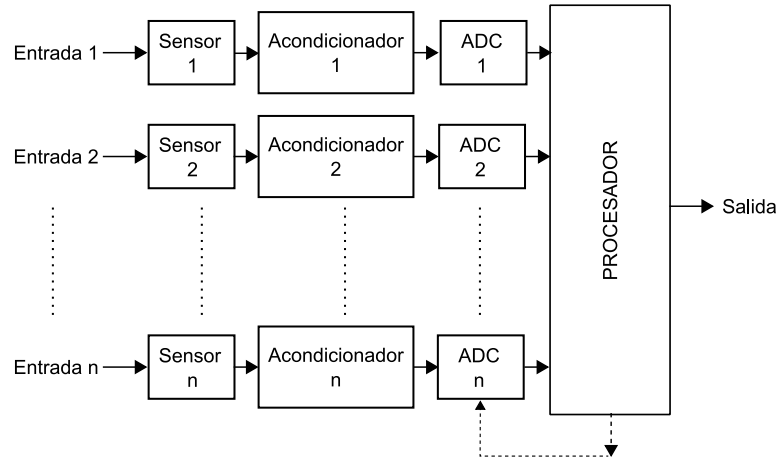 Entrada 1
Sensor
1
Acondicionador
1
ADC
1
Entrada 2
Sensor
2
Acondicionador
2
ADC
2
PROCESADOR
Salida
Entrada n
Sensor
n
Acondicionador
n
ADC
n